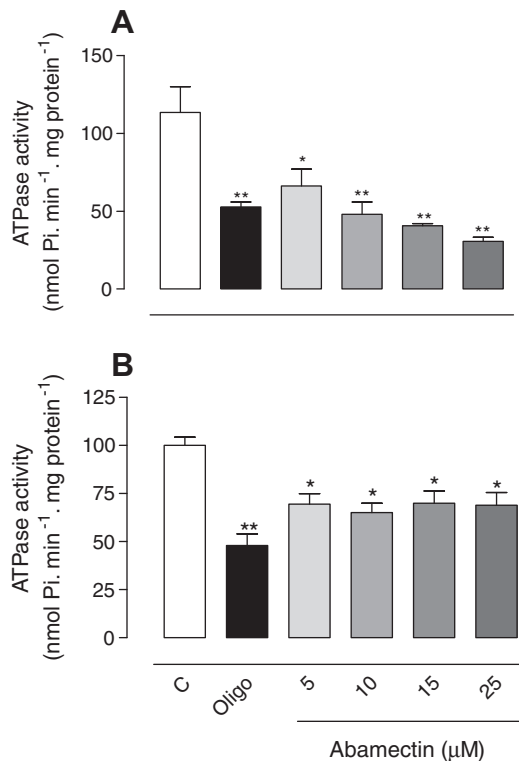 A
150
100
50
0
ATPase activity
(nmol Pi. min⁻¹. mg protein⁻¹)
**
*
**
**
**
B
125
100
75
50
25
0
ATPase activity
(nmol Pi. min⁻¹. mg protein⁻¹)
**
*
*
*
*
C
Oligo
5
10
15
25
Abamectin (μM)